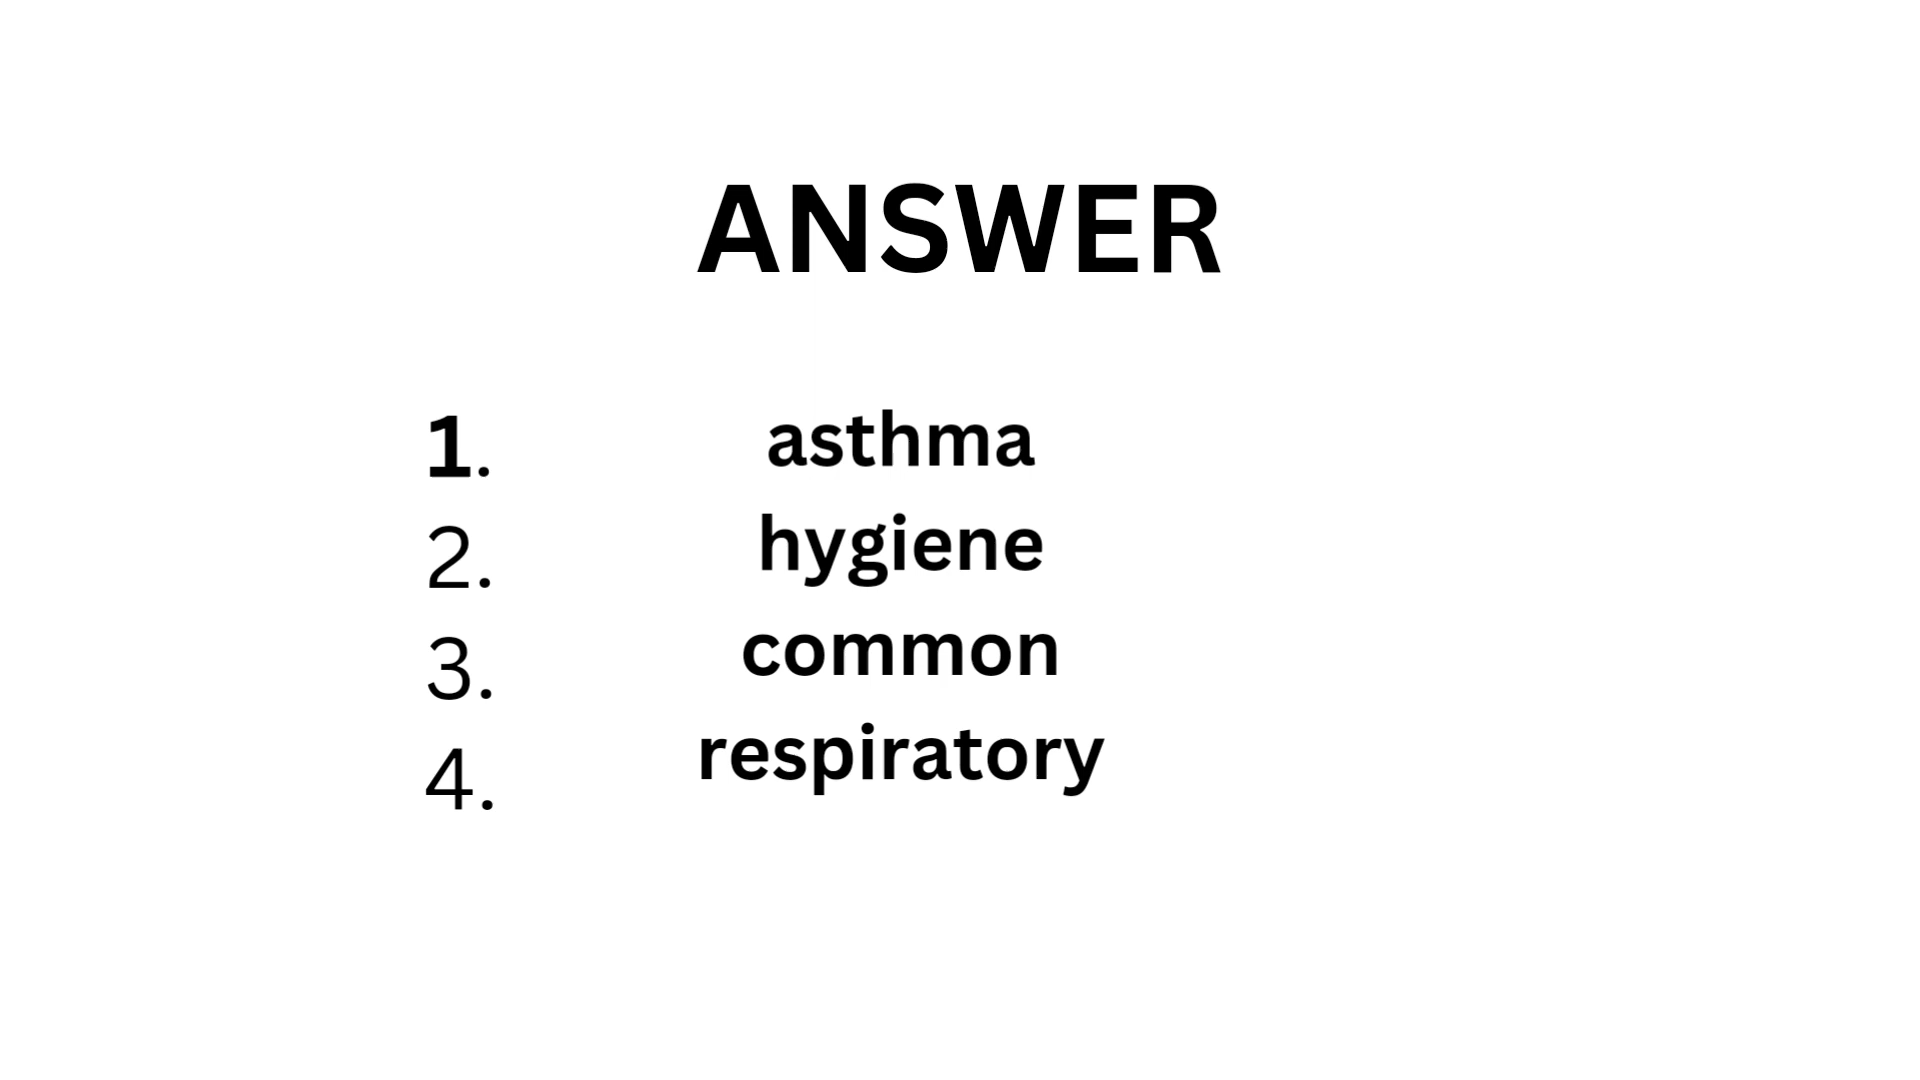 ANSWER
1. asthma
2. hygiene
3. common
4. respiratory